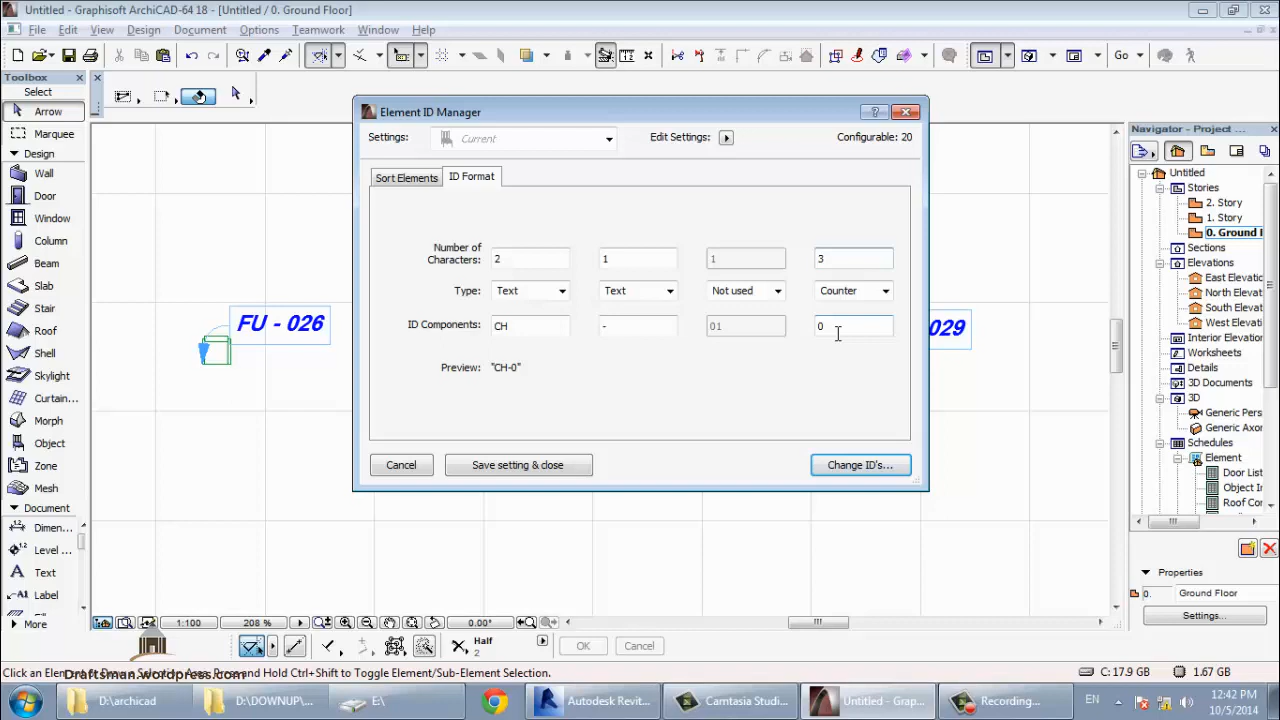 Untitled - Graphisoft ArchiCAD-64 18 - [Untitled / 0. Ground Floor]
File Edit View Design Document Options Teamwork Window Help
Go
Toolbox
Select
Arrow
Marquee
Design
Wall
Door
Window
Column
Beam
Slab
Stair
Roof
Shell
Skylight
Curtain...
Morph
Object
Zone
Mesh
Document
Dimen...
Level ...
Text
Label
More
FU - 026
029
Element ID Manager
Settings: Current Edit Settings: Configurable: 20
Sort Elements ID Format
Number of
Characters: 2 1 1 3
Type: Text Text Not used Counter
ID Components: CH - 01 0
Preview: "CH-0"
Cancel Save setting & close Change ID's...
Navigator - Project ...
Untitled
Stories
2. Story
1. Story
0. Ground F
Sections
Elevations
East Elevat
North Eleva
South Eleva
West Eleva
Interior Elevatio
Worksheets
Details
3D Documents
3D
Generic Pers
Generic Axo
Schedules
Element
Door List
Object In
Roof Cor
Properties
0. Ground Floor
Settings...
1:100 208 % 0.00°
Half
2
OK Cancel
Click an Element or Draw a Selection Area. Press and Hold Ctrl+Shift to Toggle Element/Sub-Element Selection.
Draftsman.wordpress.com
C: 17.9 GB 1.67 GB
D:\archicad D:\DOWNUP\... E:\ Autodesk Revit... Camtasia Studi... Untitled - Grap... Recording... EN
12:42 PM
10/5/2014